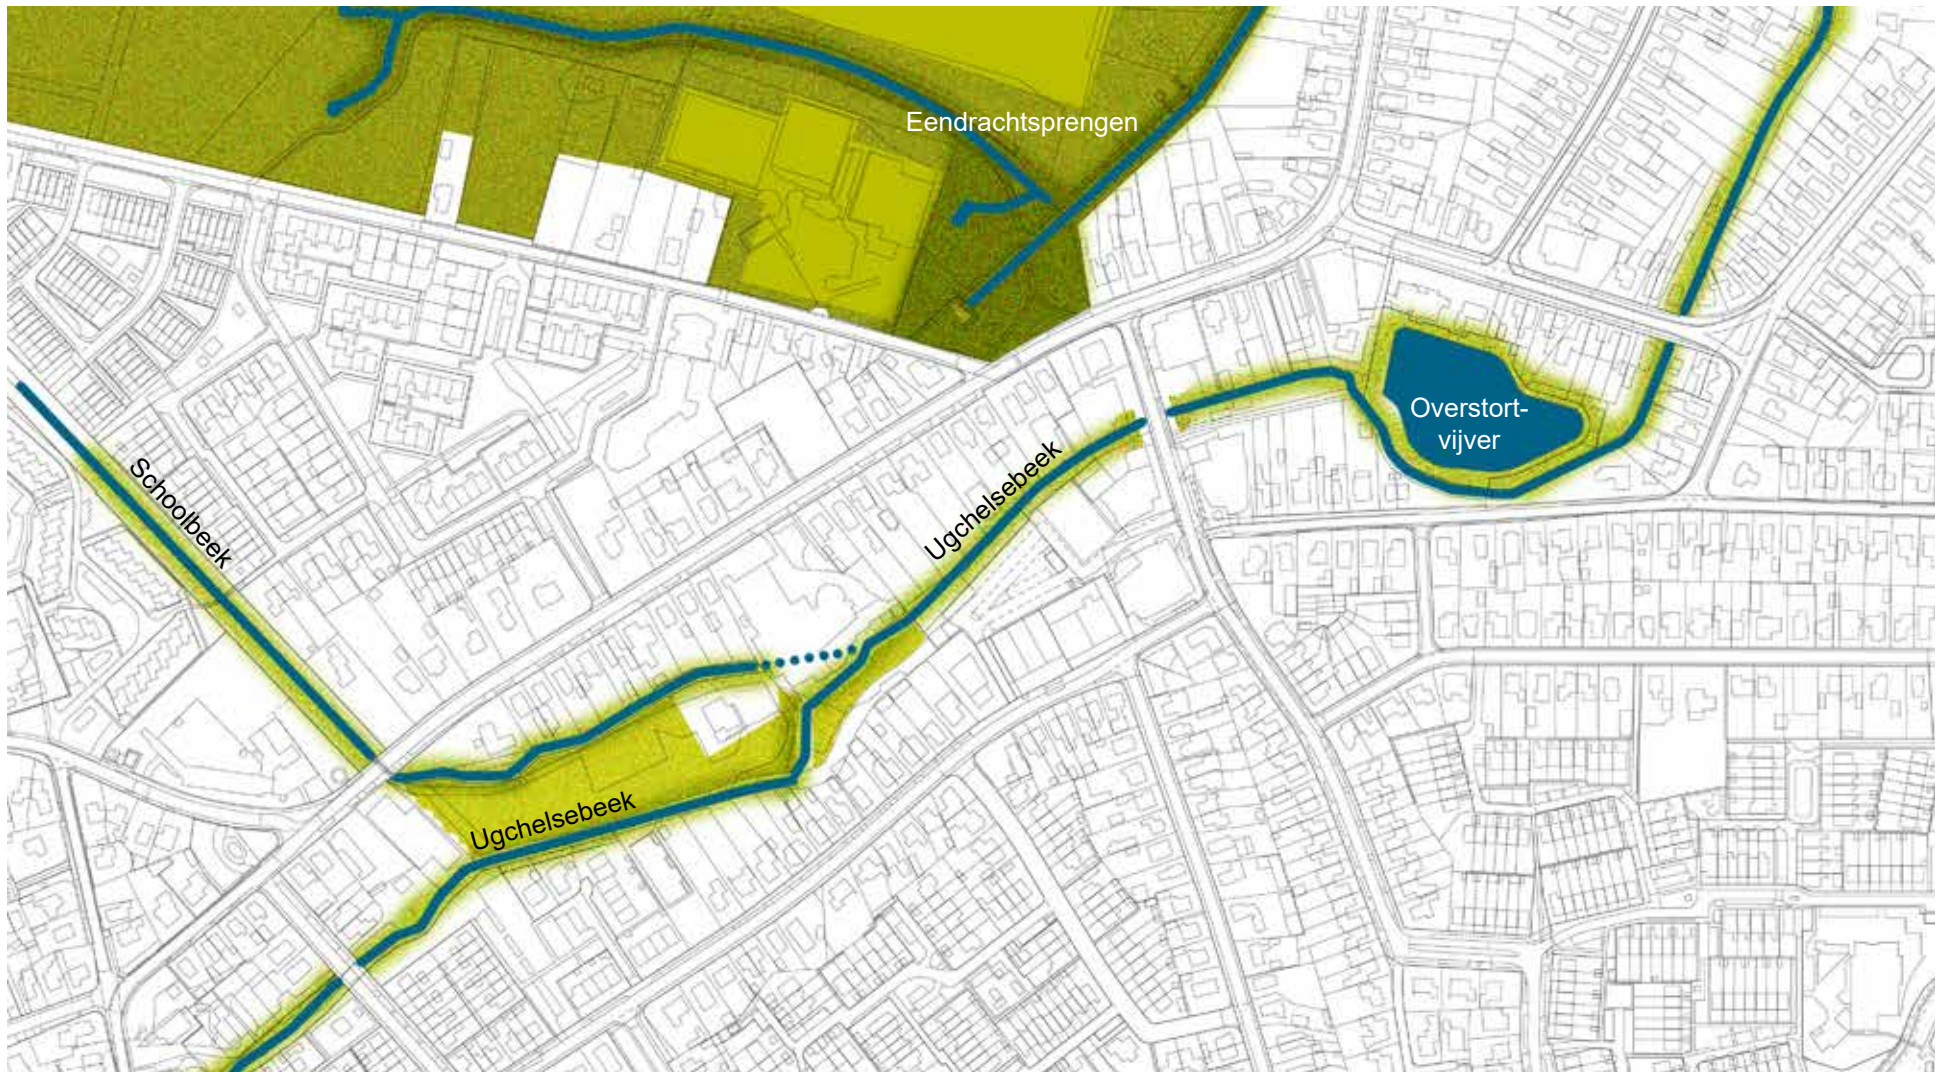 Eendrachtsprengen
Overstort-
vijver
Schoolbeek
Ugchelsebeek
Ugchelsebeek